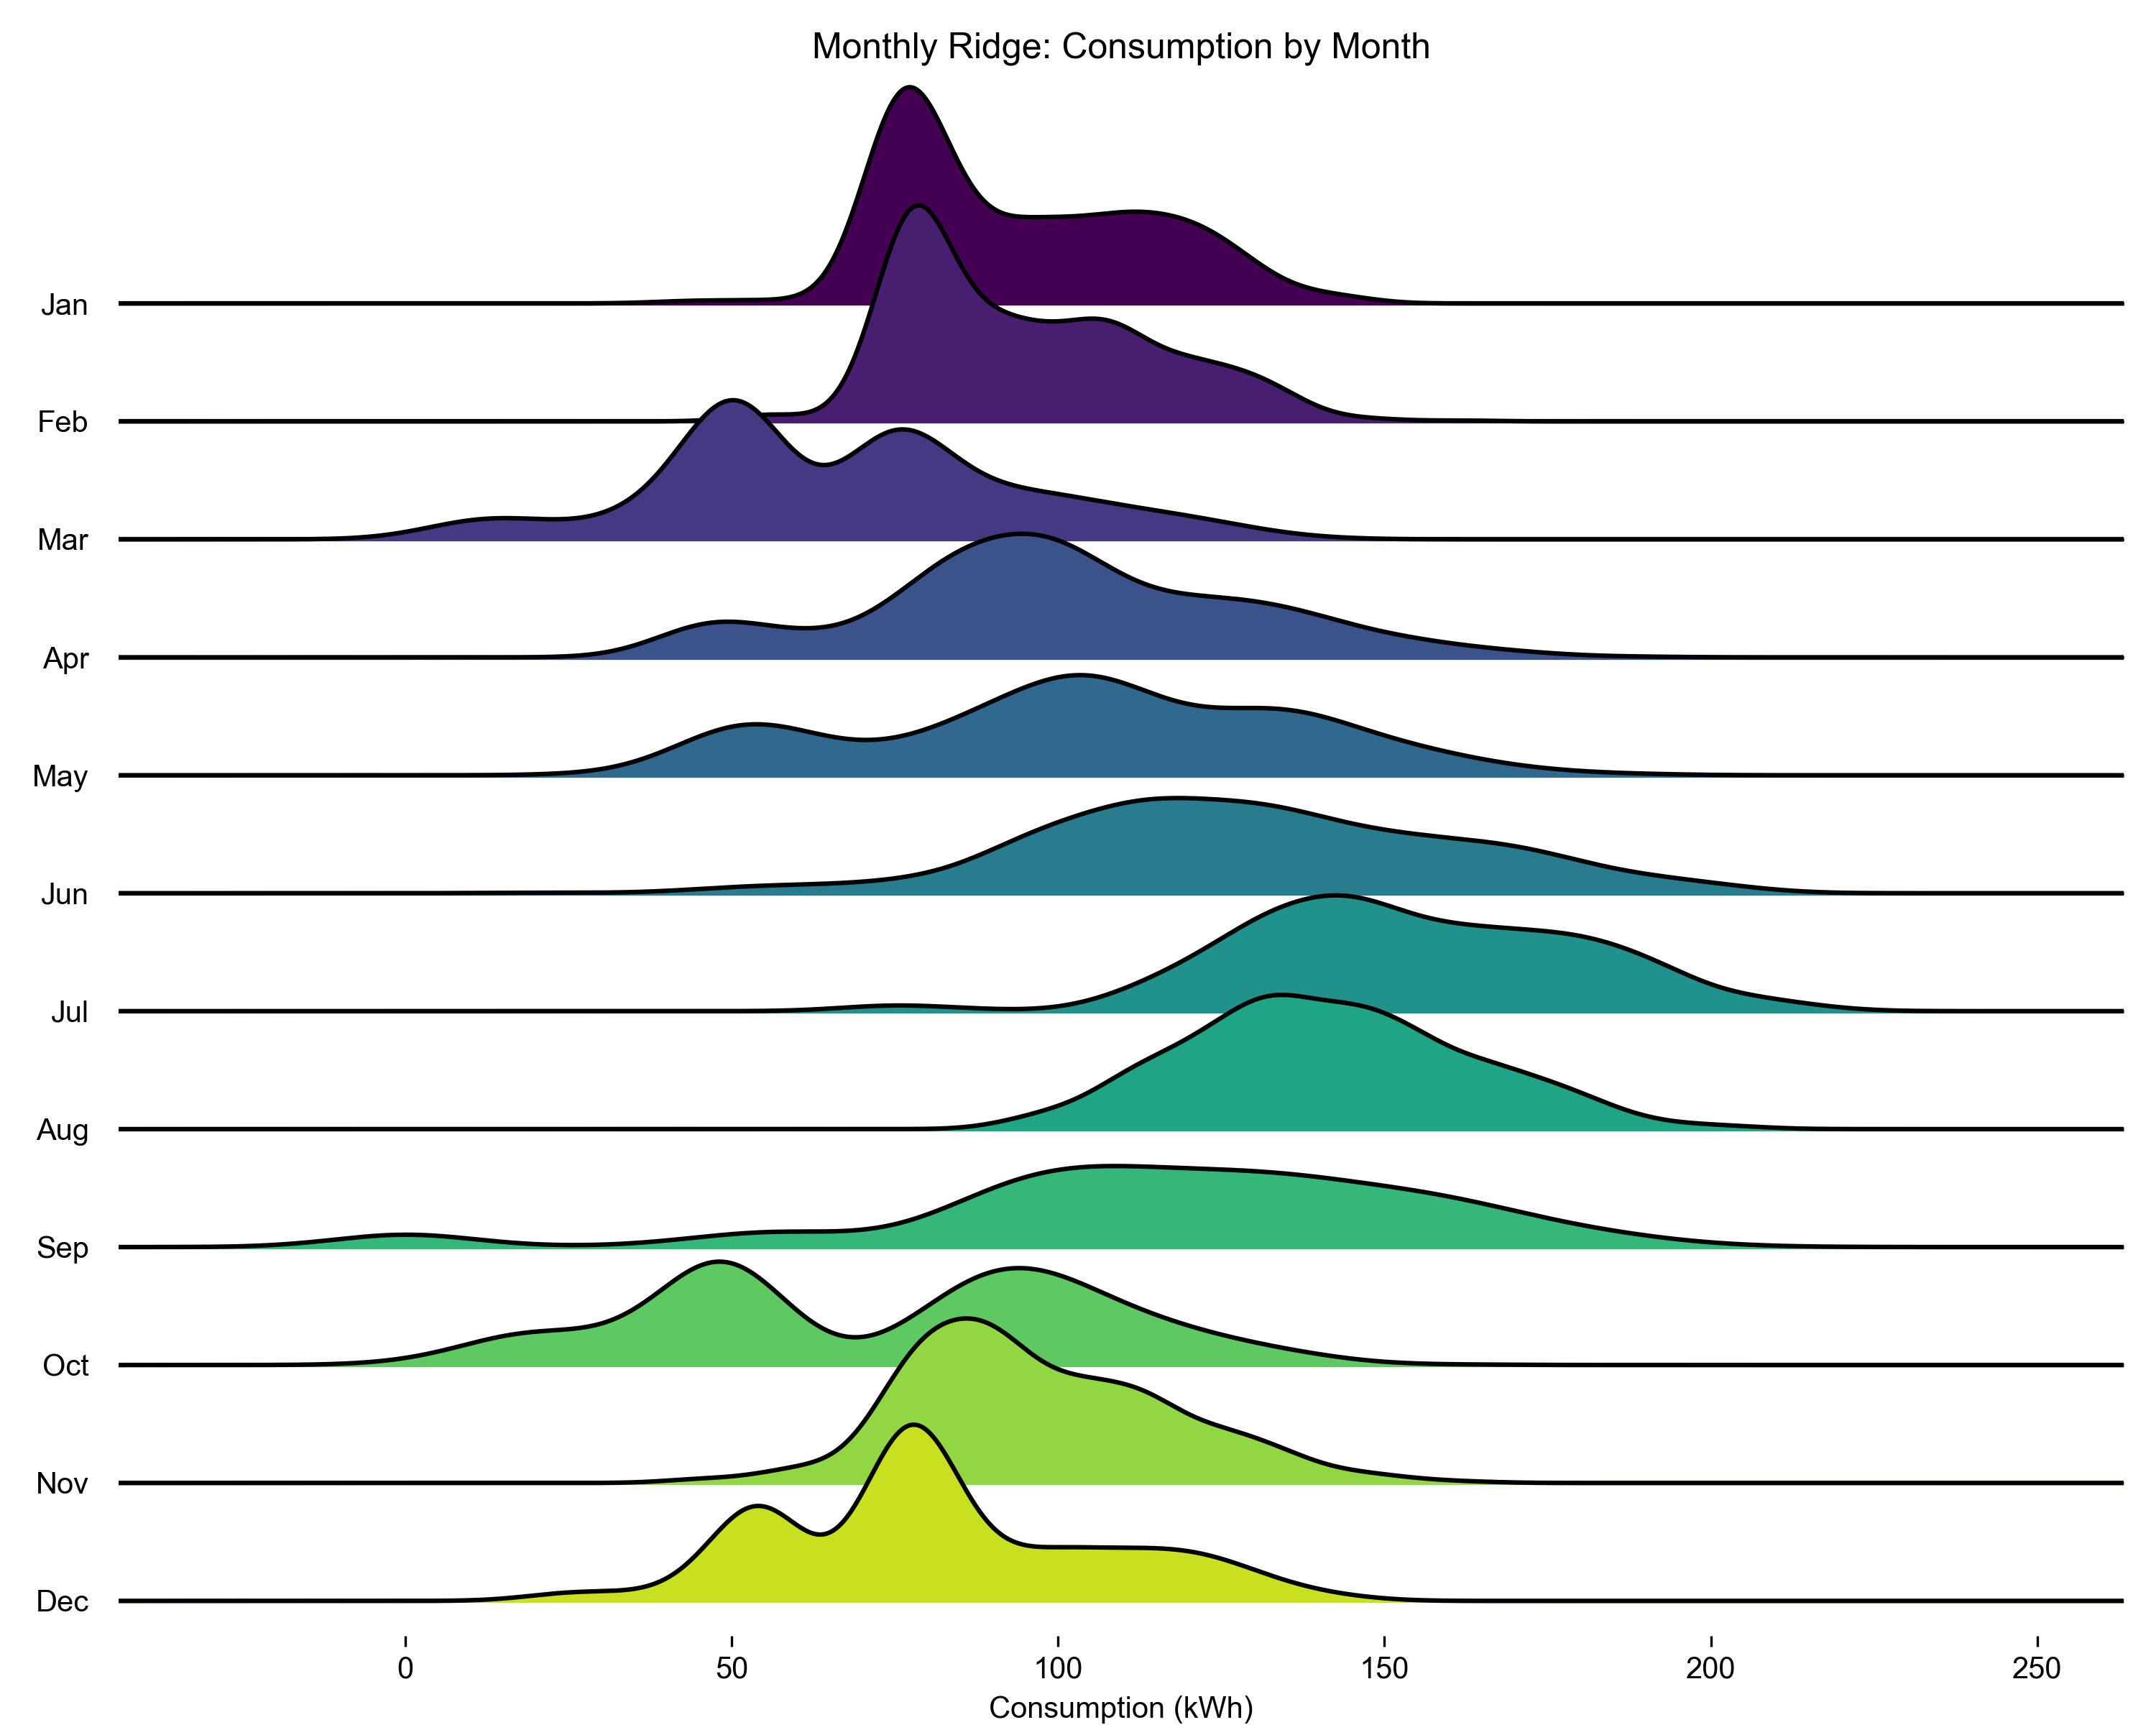 Monthly Ridge: Consumption by Month
Jan
Feb
Mar
Apr
May
Jun
Jul
Aug
Sep
Oct
Nov
Dec
0 50 100 150 200 250
Consumption (kWh)